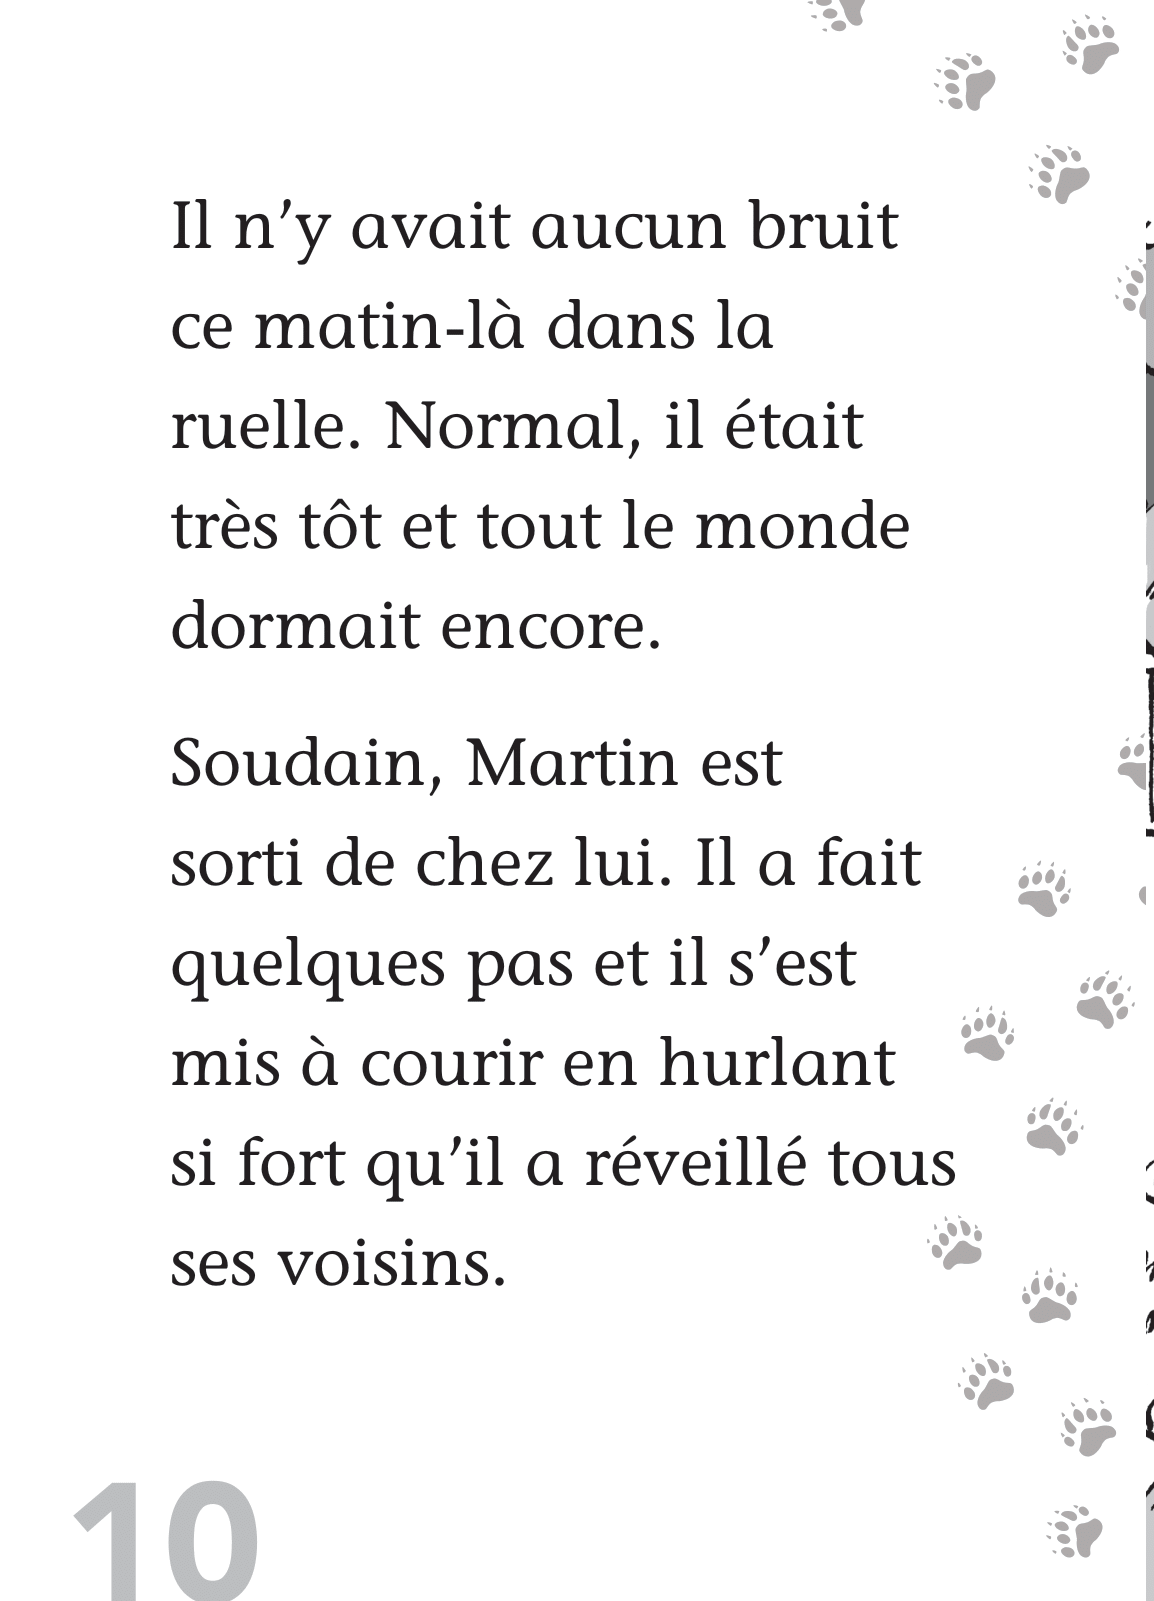 Il n’y avait aucun bruit
ce matin-là dans la
ruelle. Normal, il était
très tôt et tout le monde
dormait encore.
Soudain, Martin est
sorti de chez lui. Il a fait
quelques pas et il s’est
mis à courir en hurlant
si fort qu’il a réveillé tous
ses voisins.
10